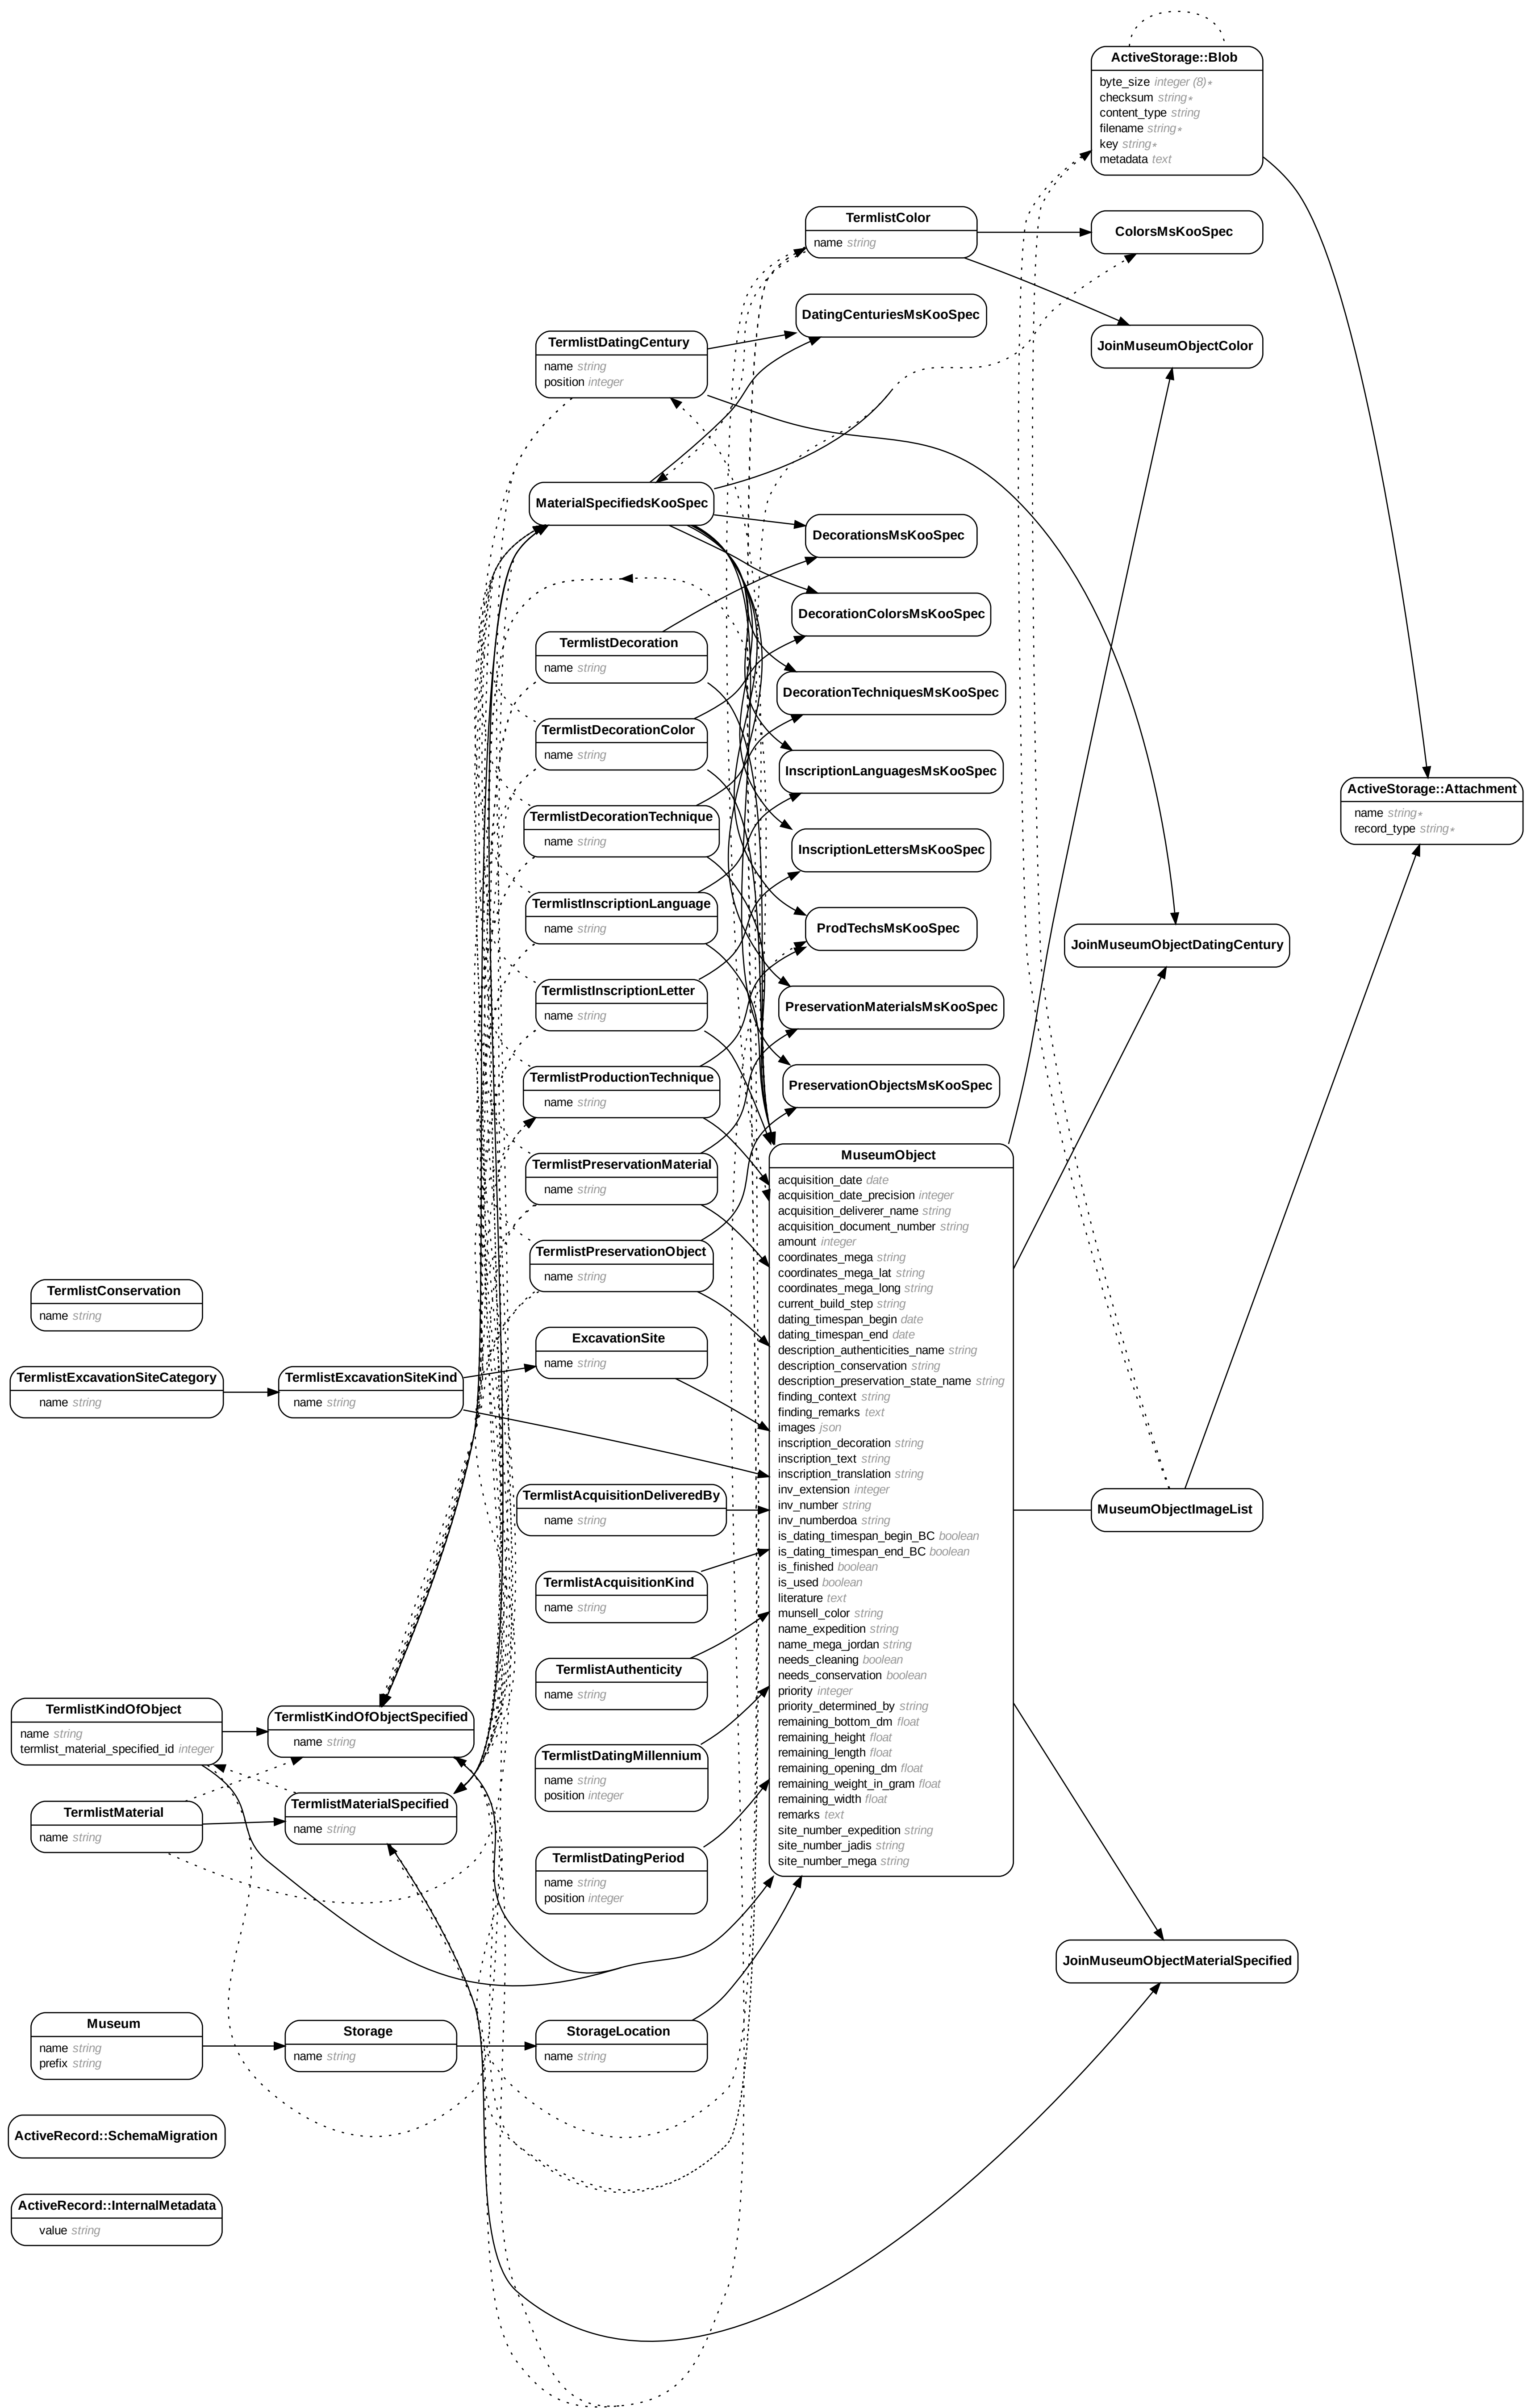 ActiveStorage::Blob
byte_size integer (8)∗
checksum string∗
content_type string
filename string∗
key string∗
metadata text
TermlistColor
name string
ColorsMsKooSpec
DatingCenturiesMsKooSpec
JoinMuseumObjectColor
TermlistDatingCentury
name string
position integer
MaterialSpecifiedsKooSpec
DecorationsMsKooSpec
DecorationColorsMsKooSpec
TermlistDecoration
name string
DecorationTechniquesMsKooSpec
TermlistDecorationColor
name string
InscriptionLanguagesMsKooSpec
ActiveStorage::Attachment
name string∗
record_type string∗
TermlistDecorationTechnique
name string
InscriptionLettersMsKooSpec
TermlistInscriptionLanguage
name string
ProdTechsMsKooSpec
JoinMuseumObjectDatingCentury
TermlistInscriptionLetter
name string
PreservationMaterialsMsKooSpec
TermlistProductionTechnique
name string
PreservationObjectsMsKooSpec
TermlistPreservationMaterial
name string
TermlistPreservationObject
name string
MuseumObject
acquisition_date date
acquisition_date_precision integer
acquisition_deliverer_name string
acquisition_document_number string
amount integer
coordinates_mega string
coordinates_mega_lat string
coordinates_mega_long string
current_build_step string
dating_timespan_begin date
dating_timespan_end date
description_authenticities_name string
description_conservation string
description_preservation_state_name string
finding_context string
finding_remarks text
images json
inscription_decoration string
inscription_text string
inscription_translation string
inv_extension integer
inv_number string
inv_numberdoa string
is_dating_timespan_begin_BC boolean
is_dating_timespan_end_BC boolean
is_finished boolean
is_used boolean
literature text
munsell_color string
name_expedition string
name_mega_jordan string
needs_cleaning boolean
needs_conservation boolean
priority integer
priority_determined_by string
remaining_bottom_dm float
remaining_height float
remaining_length float
remaining_opening_dm float
remaining_weight_in_gram float
remaining_width float
remarks text
site_number_expedition string
site_number_jadis string
site_number_mega string
TermlistConservation
name string
ExcavationSite
name string
TermlistExcavationSiteCategory
name string
TermlistExcavationSiteKind
name string
TermlistAcquisitionDeliveredBy
name string
MuseumObjectImageList
TermlistAcquisitionKind
name string
TermlistAuthenticity
name string
TermlistKindOfObject
name string
termlist_material_specified_id integer
TermlistKindOfObjectSpecified
name string
TermlistDatingMillennium
name string
position integer
TermlistMaterial
name string
TermlistMaterialSpecified
name string
TermlistDatingPeriod
name string
position integer
JoinMuseumObjectMaterialSpecified
Museum
name string
prefix string
Storage
name string
StorageLocation
name string
ActiveRecord::SchemaMigration
ActiveRecord::InternalMetadata
value string